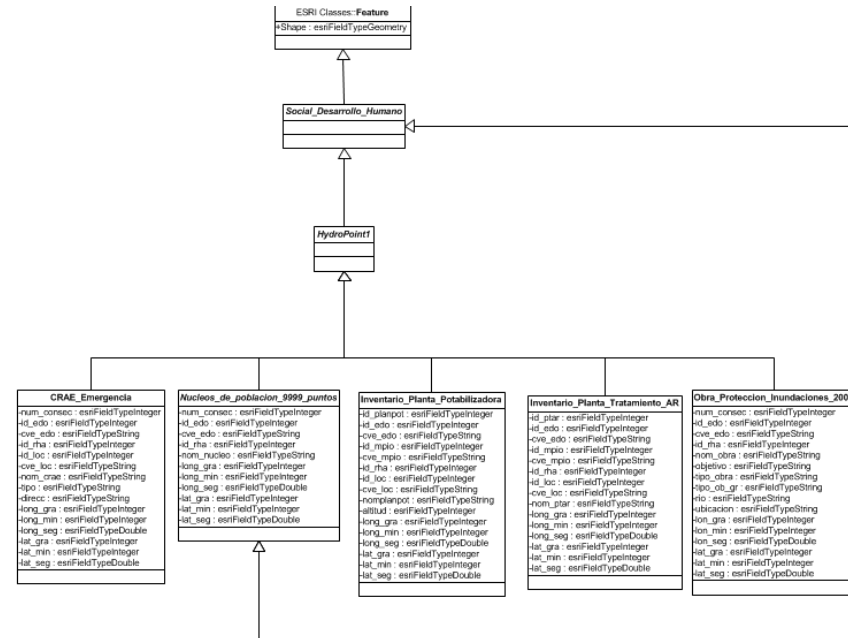 ESRI Classes::Feature
+Shape : esriFieldTypeGeometry
Social_Desarrollo_Humano
HydroPoint1
CRAE_Emergencia
-num_consec : esriFieldTypeInteger
-id_edo : esriFieldTypeInteger
-cve_edo : esriFieldTypeString
-id_rha : esriFieldTypeInteger
-id_loc : esriFieldTypeInteger
-cve_loc : esriFieldTypeString
-nom_crae : esriFieldTypeString
-tipo : esriFieldTypeString
-direcc : esriFieldTypeString
-long_gra : esriFieldTypeInteger
-long_min : esriFieldTypeInteger
-long_seg : esriFieldTypeDouble
-lat_gra : esriFieldTypeInteger
-lat_min : esriFieldTypeInteger
-lat_seg : esriFieldTypeDouble
Nucleos_de_poblacion_9999_puntos
-num_consec : esriFieldTypeInteger
-id_edo : esriFieldTypeInteger
-cve_edo : esriFieldTypeString
-id_rha : esriFieldTypeInteger
-nom_nucleo : esriFieldTypeString
-long_gra : esriFieldTypeInteger
-long_min : esriFieldTypeInteger
-long_seg : esriFieldTypeDouble
-lat_gra : esriFieldTypeInteger
-lat_min : esriFieldTypeInteger
-lat_seg : esriFieldTypeDouble
Inventario_Planta_Potabilizadora
-id_planpot : esriFieldTypeInteger
-id_edo : esriFieldTypeInteger
-cve_edo : esriFieldTypeString
-id_mpio : esriFieldTypeInteger
-cve_mpio : esriFieldTypeString
-id_rha : esriFieldTypeInteger
-id_loc : esriFieldTypeInteger
-cve_loc : esriFieldTypeString
-nomplanpot : esriFieldTypeString
-altitud : esriFieldTypeInteger
-long_gra : esriFieldTypeInteger
-long_min : esriFieldTypeInteger
-long_seg : esriFieldTypeDouble
-lat_gra : esriFieldTypeInteger
-lat_min : esriFieldTypeInteger
-lat_seg : esriFieldTypeDouble
Inventario_Planta_Tratamiento_AR
-id_ptar : esriFieldTypeInteger
-id_edo : esriFieldTypeInteger
-cve_edo : esriFieldTypeString
-id_mpio : esriFieldTypeInteger
-cve_mpio : esriFieldTypeString
-id_rha : esriFieldTypeInteger
-id_loc : esriFieldTypeInteger
-cve_loc : esriFieldTypeString
-nom_ptar : esriFieldTypeString
-long_gra : esriFieldTypeInteger
-long_min : esriFieldTypeInteger
-long_seg : esriFieldTypeDouble
-lat_gra : esriFieldTypeInteger
-lat_min : esriFieldTypeInteger
-lat_seg : esriFieldTypeDouble
Obra_Proteccion_Inundaciones_200
-num_consec : esriFieldTypeInteger
-id_edo : esriFieldTypeInteger
-cve_edo : esriFieldTypeString
-id_rha : esriFieldTypeInteger
-nom_obra : esriFieldTypeString
-objetivo : esriFieldTypeString
-tipo_obra : esriFieldTypeString
-tipo_ob_gr : esriFieldTypeString
-rio : esriFieldTypeString
-ubicacion : esriFieldTypeString
-lon_gra : esriFieldTypeInteger
-lon_min : esriFieldTypeInteger
-lon_seg : esriFieldTypeDouble
-lat_gra : esriFieldTypeInteger
-lat_min : esriFieldTypeInteger
-lat_seg : esriFieldTypeDouble